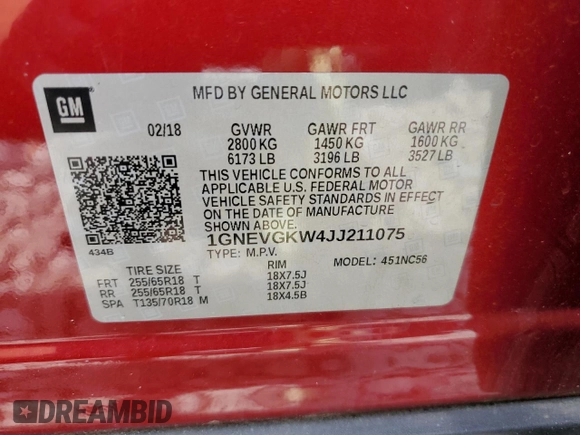 GM
MFD BY GENERAL MOTORS LLC
02/18 GVWR GAWR FRT GAWR RR
2800 KG 1450 KG 1600 KG
6173 LB 3196 LB 3527 LB
THIS VEHICLE CONFORMS TO ALL
APPLICABLE U.S. FEDERAL MOTOR
VEHICLE SAFETY STANDARDS IN EFFECT
ON THE DATE OF MANUFACTURE
SHOWN ABOVE.
1GNEVGKW4JJ211075
434B
TYPE: M.P.V. MODEL: 451NC56
TIRE SIZE RIM
FRT 255/65R18 T 18X7.5J
RR 255/65R18 T 18X7.5J
SPA T135/70R18 M 18X4.5B
DREAMBID